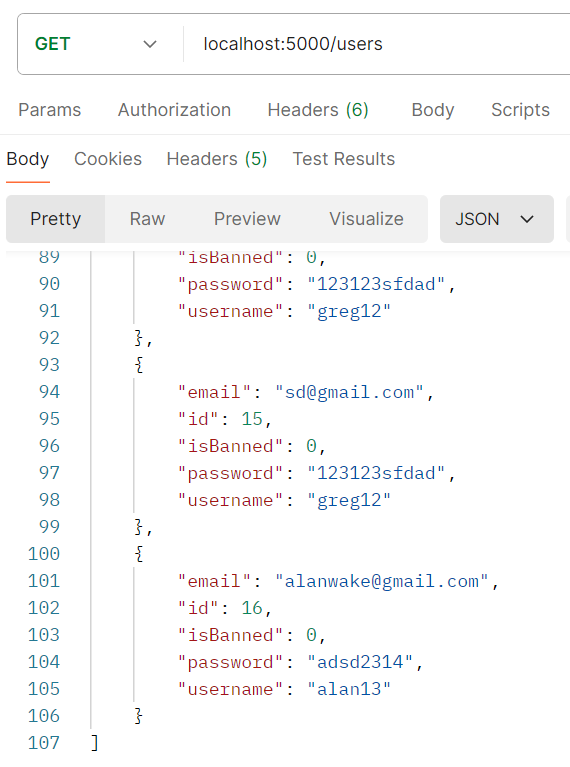 GET localhost:5000/users
Params Authorization Headers (6) Body Scripts
Body Cookies Headers (5) Test Results
Pretty Raw Preview Visualize JSON
89 "isBanned": 0,
90 "password": "123123sfdad",
91 "username": "greg12"
92 },
93 {
94 "email": "sd@gmail.com",
95 "id": 15,
96 "isBanned": 0,
97 "password": "123123sfdad",
98 "username": "greg12"
99 },
100 {
101 "email": "alanwake@gmail.com",
102 "id": 16,
103 "isBanned": 0,
104 "password": "adsd2314",
105 "username": "alan13"
106 }
107 ]